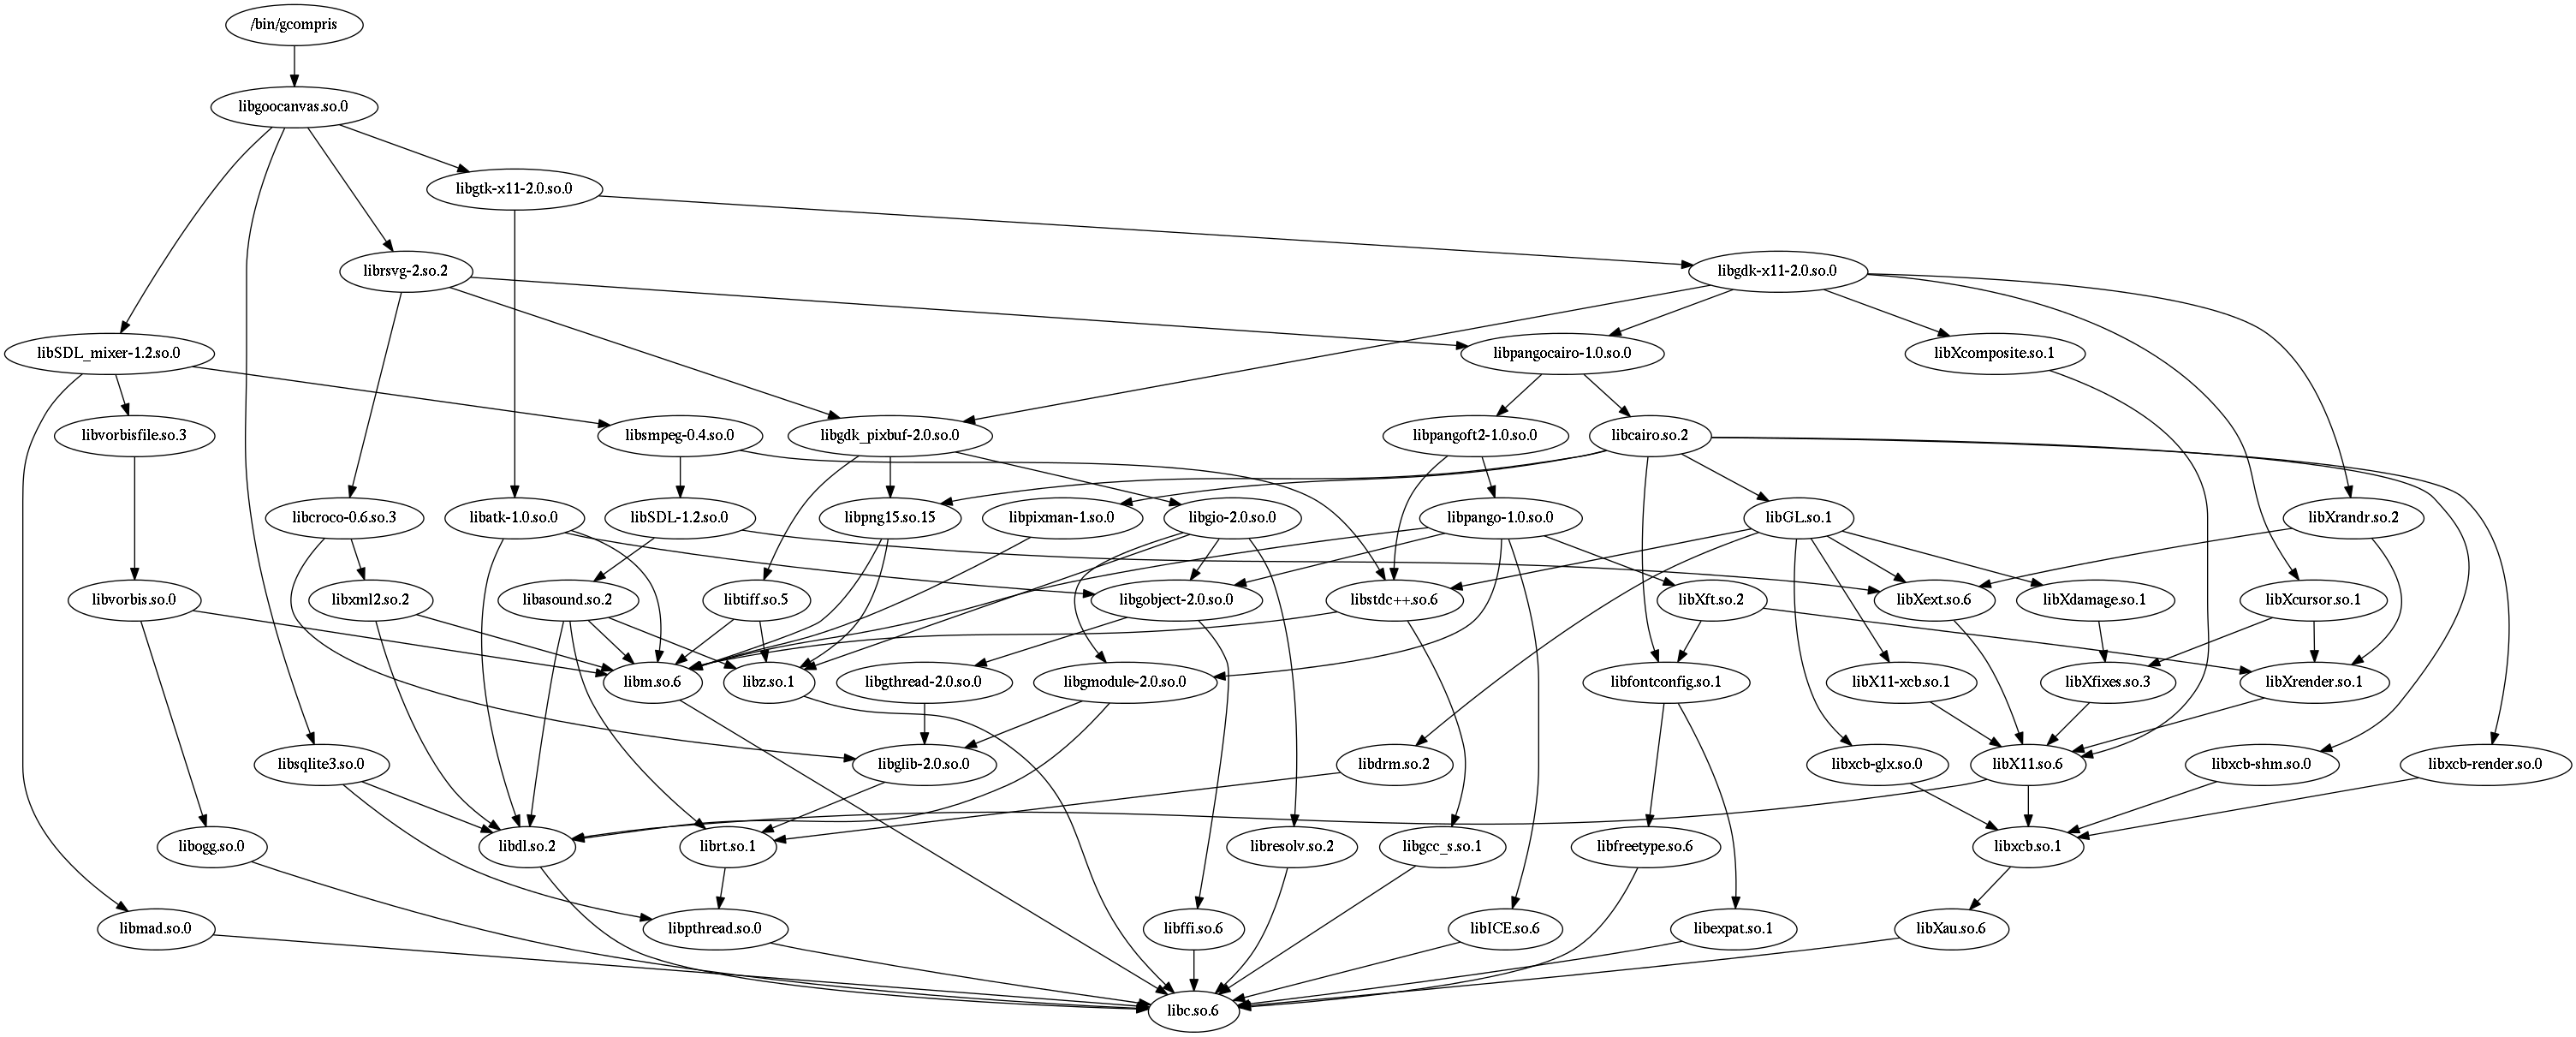 /bin/gcompris
libgoocanvas.so.0
libgtk-x11-2.0.so.0
librsvg-2.so.2
libgdk-x11-2.0.so.0
libSDL_mixer-1.2.so.0
libpangocairo-1.0.so.0
libXcomposite.so.1
libvorbisfile.so.3
libsmpeg-0.4.so.0
libgdk_pixbuf-2.0.so.0
libpangoft2-1.0.so.0
libcairo.so.2
libcroco-0.6.so.3
libatk-1.0.so.0
libSDL-1.2.so.0
libpng15.so.15
libpixman-1.so.0
libgio-2.0.so.0
libpango-1.0.so.0
libGL.so.1
libXrandr.so.2
libvorbis.so.0
libxml2.so.2
libasound.so.2
libtiff.so.5
libgobject-2.0.so.0
libstdc++.so.6
libXft.so.2
libXext.so.6
libXdamage.so.1
libXcursor.so.1
libm.so.6
libz.so.1
libgthread-2.0.so.0
libgmodule-2.0.so.0
libfontconfig.so.1
libX11-xcb.so.1
libXfixes.so.3
libXrender.so.1
libsqlite3.so.0
libglib-2.0.so.0
libdrm.so.2
libxcb-glx.so.0
libX11.so.6
libxcb-shm.so.0
libxcb-render.so.0
libogg.so.0
libdl.so.2
librt.so.1
libresolv.so.2
libgcc_s.so.1
libfreetype.so.6
libxcb.so.1
libmad.so.0
libpthread.so.0
libffi.so.6
libICE.so.6
libexpat.so.1
libXau.so.6
libc.so.6